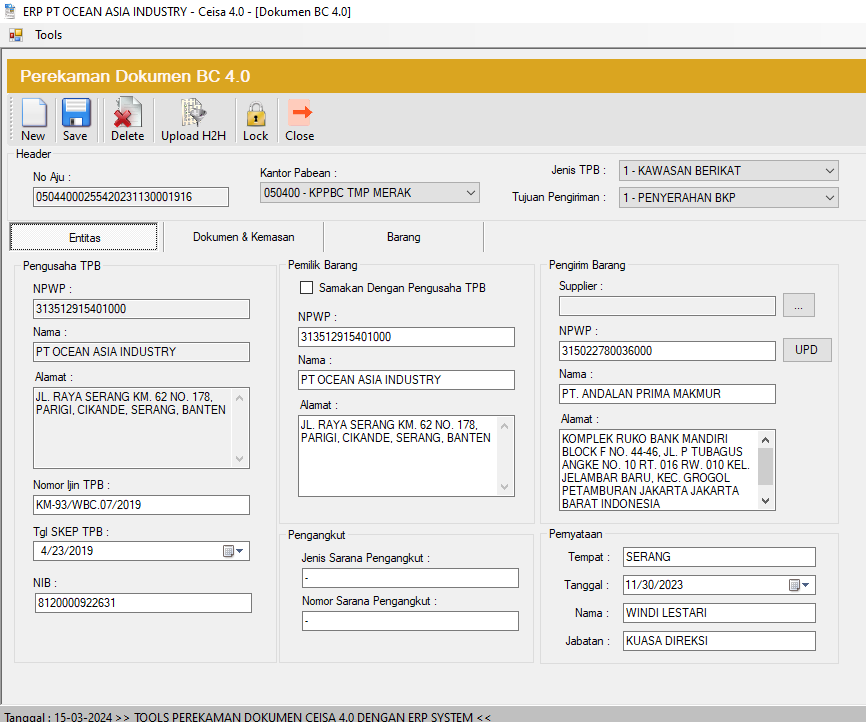 ERP PT OCEAN ASIA INDUSTRY - Ceisa 4.0 - [Dokumen BC 4.0]
Tools
Perekaman Dokumen BC 4.0
New Save Delete Upload H2H Lock Close
Header
No Aju :
05044000255420231130001916
Kantor Pabean :
050400 - KPPBC TMP MERAK
Jenis TPB : 1 - KAWASAN BERIKAT
Tujuan Pengiriman : 1 - PENYERAHAN BKP
Entitas Dokumen & Kemasan Barang
Pengusaha TPB
NPWP :
313512915401000
Nama :
PT OCEAN ASIA INDUSTRY
Alamat :
JL. RAYA SERANG KM. 62 NO. 178,
PARIGI, CIKANDE, SERANG, BANTEN
Nomor Ijin TPB :
KM-93/WBC.07/2019
Tgl SKEP TPB :
4/23/2019
NIB :
8120000922631
Pemilik Barang
Samakan Dengan Pengusaha TPB
NPWP :
313512915401000
Nama :
PT OCEAN ASIA INDUSTRY
Alamat :
JL. RAYA SERANG KM. 62 NO. 178,
PARIGI, CIKANDE, SERANG, BANTEN
Pengangkut
Jenis Sarana Pengangkut :
-
Nomor Sarana Pengangkut :
-
Pengirim Barang
Supplier :
...
NPWP :
315022780036000 UPD
Nama :
PT. ANDALAN PRIMA MAKMUR
Alamat :
KOMPLEK RUKO BANK MANDIRI
BLOCK F NO. 44-46, JL. P TUBAGUS
ANGKE NO. 10 RT. 016 RW. 010 KEL.
JELAMBAR BARU, KEC. GROGOL
PETAMBURAN JAKARTA JAKARTA
BARAT INDONESIA
Pernyataan
Tempat : SERANG
Tanggal : 11/30/2023
Nama : WINDI LESTARI
Jabatan : KUASA DIREKSI
Tanggal : 15-03-2024 >> TOOLS PEREKAMAN DOKUMEN CEISA 4.0 DENGAN ERP SYSTEM <<